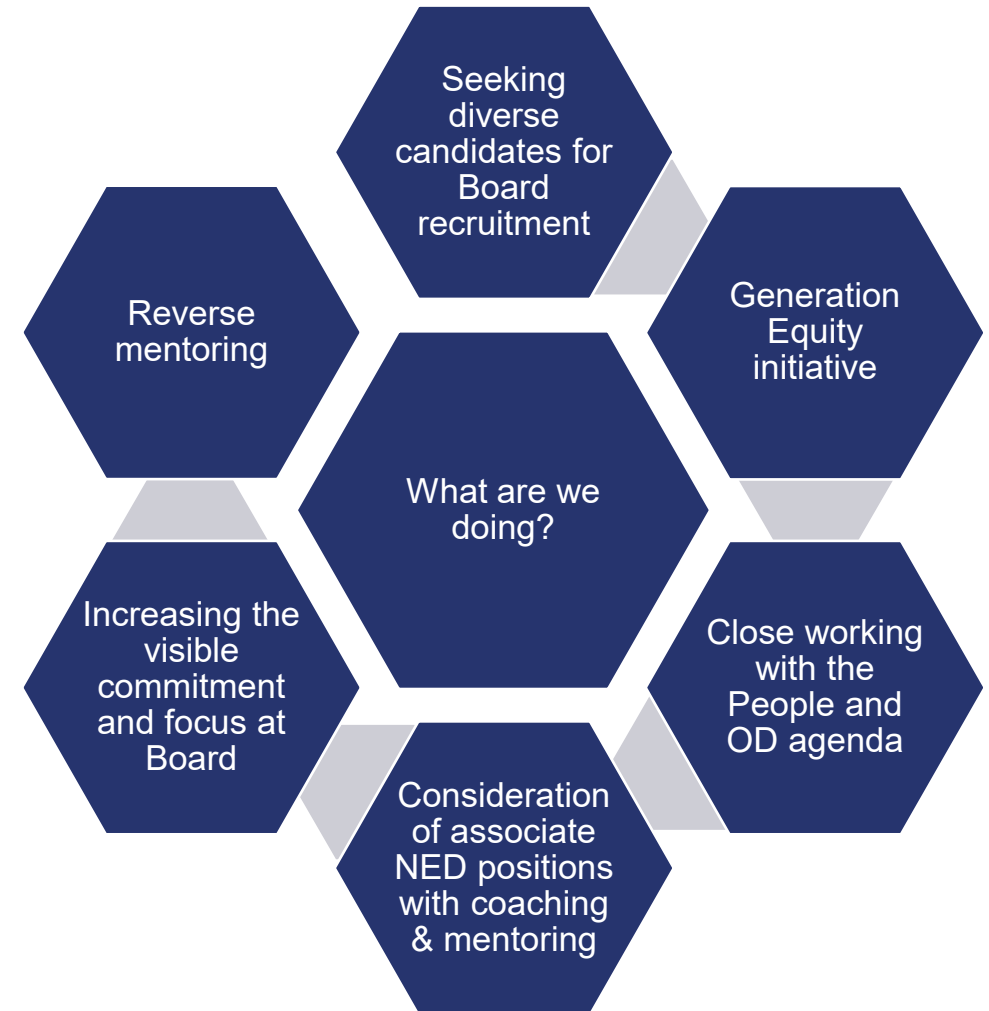 Seeking
diverse
candidates for
Board
recruitment
Generation
Equity
initiative
Close working
with the
People and
OD agenda
Consideration
of associate
NED positions
with coaching
& mentoring
Increasing the
visible
commitment
and focus at
Board
Reverse
mentoring
What are we
doing?